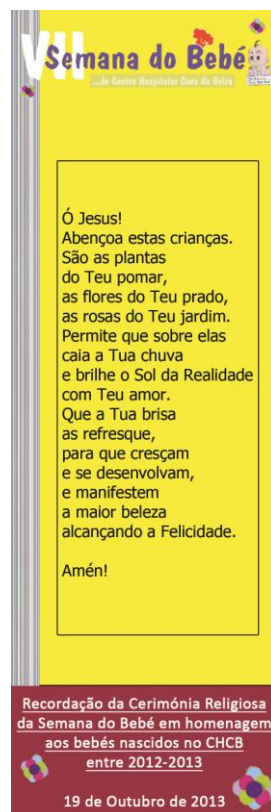 VII
Semana do Bebé
...do Centro Hospitalar Cova da Beira
Ó Jesus!
Abençoa estas crianças.
São as plantas
do Teu pomar,
as flores do Teu prado,
as rosas do Teu jardim.
Permite que sobre elas
caia a Tua chuva
e brilhe o Sol da Realidade
com Teu amor.
Que a Tua brisa
as refresque,
para que cresçam
e se desenvolvam,
e manifestem
a maior beleza
alcançando a Felicidade.
Amén!
Recordação da Cerimónia Religiosa
da Semana do Bebé em homenagem
aos bebés nascidos no CHCB
entre 2012-2013
19 de Outubro de 2013